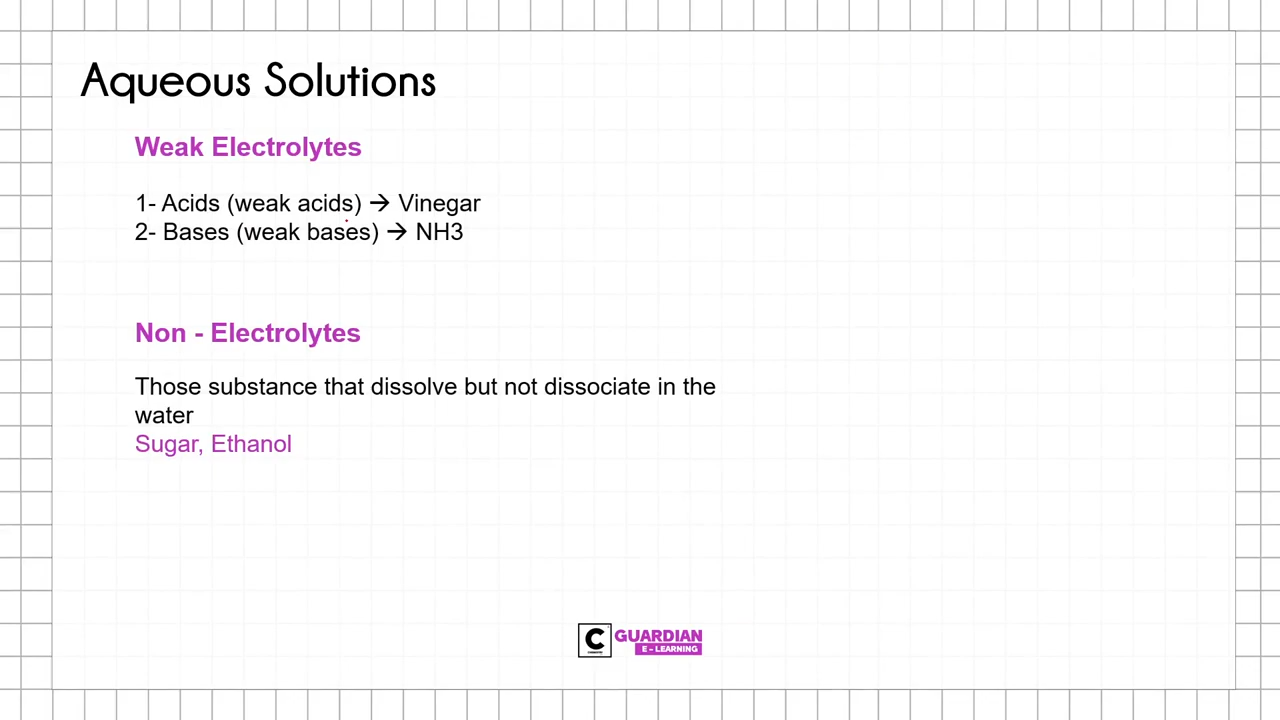 Aqueous Solutions
Weak Electrolytes
1- Acids (weak acids) → Vinegar
2- Bases (weak bases) → NH3
Non - Electrolytes
Those substance that dissolve but not dissociate in the
water
Sugar, Ethanol
C
GUARDIAN
E - LEARNING